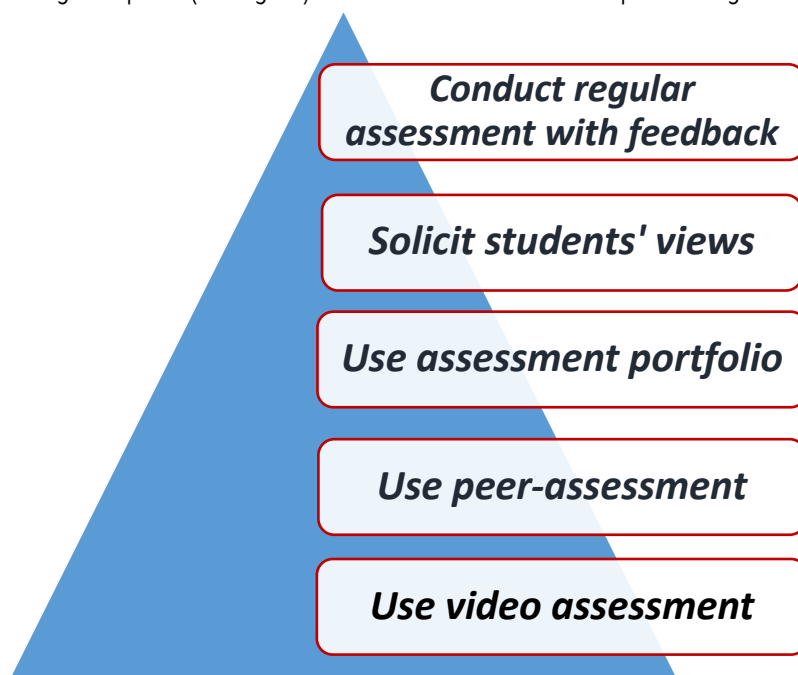 Conduct regular
assessment with feedback
Solicit students' views
Use assessment portfolio
Use peer-assessment
Use video assessment